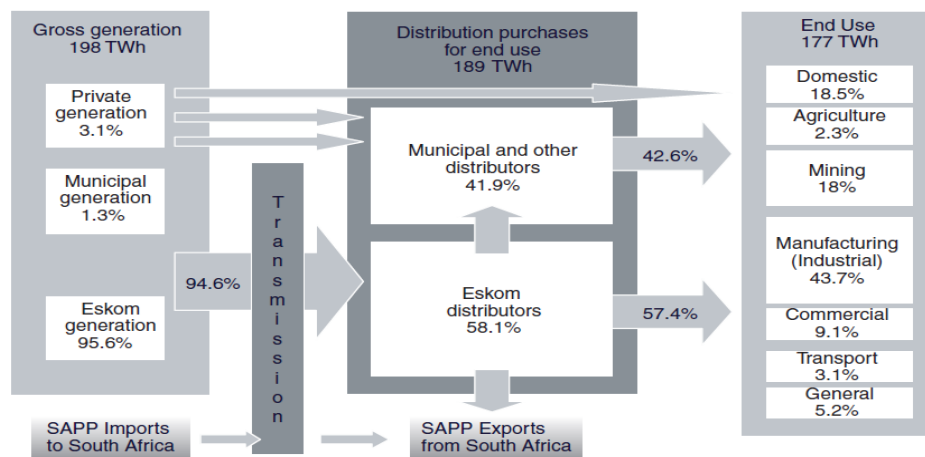 Gross generation
198 TWh
Private
generation
3.1%
Municipal
generation
1.3%
Eskom
generation
95.6%
94.6%
Transmission
SAPP Imports
to South Africa
Distribution purchases
for end use
189 TWh
Municipal and other
distributors
41.9%
Eskom
distributors
58.1%
SAPP Exports
from South Africa
42.6%
57.4%
End Use
177 TWh
Domestic
18.5%
Agriculture
2.3%
Mining
18%
Manufacturing
(Industrial)
43.7%
Commercial
9.1%
Transport
3.1%
General
5.2%